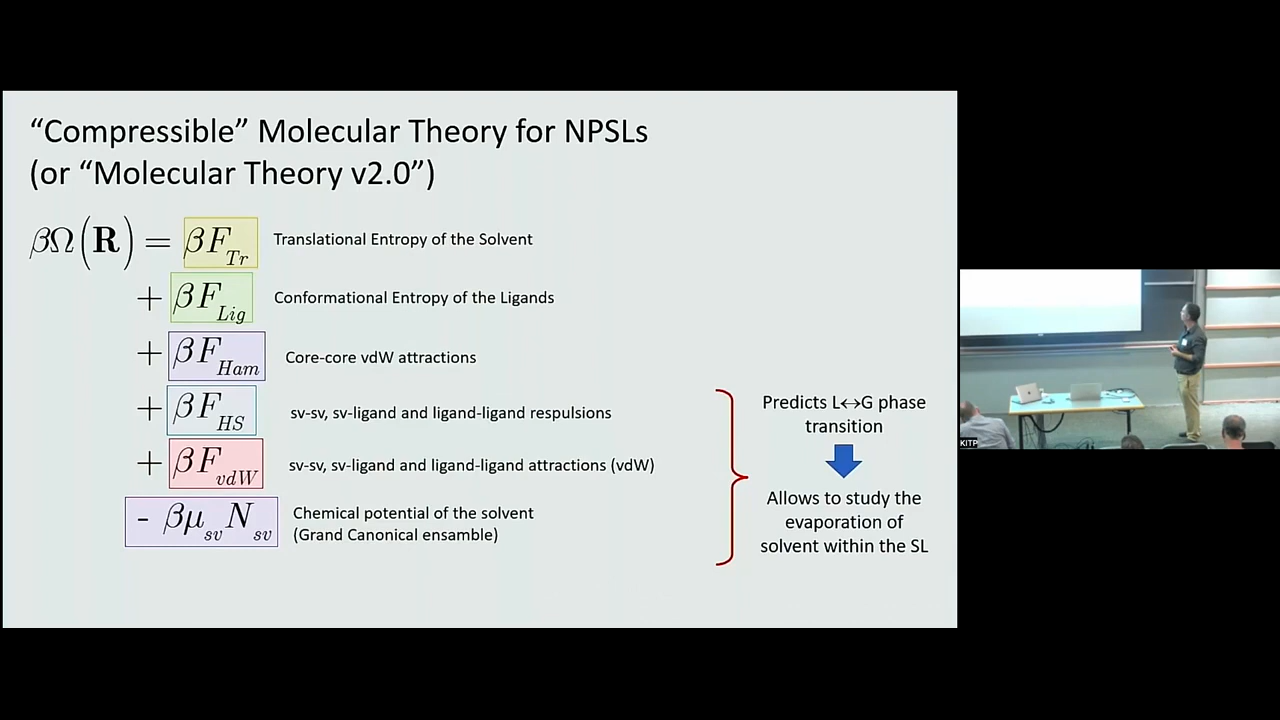 “Compressible” Molecular Theory for NPSLs
(or “Molecular Theory v2.0”)
βΩ(R) = βF_Tr Translational Entropy of the Solvent
+ βF_Lig Conformational Entropy of the Ligands
+ βF_Ham Core-core vdW attractions
+ βF_HS sv-sv, sv-ligand and ligand-ligand respulsions
+ βF_vdW sv-sv, sv-ligand and ligand-ligand attractions (vdW)
- βμ_sv N_sv Chemical potential of the solvent
(Grand Canonical ensamble)
Predicts L↔G phase
transition
Allows to study the
evaporation of
solvent within the SL
KITP